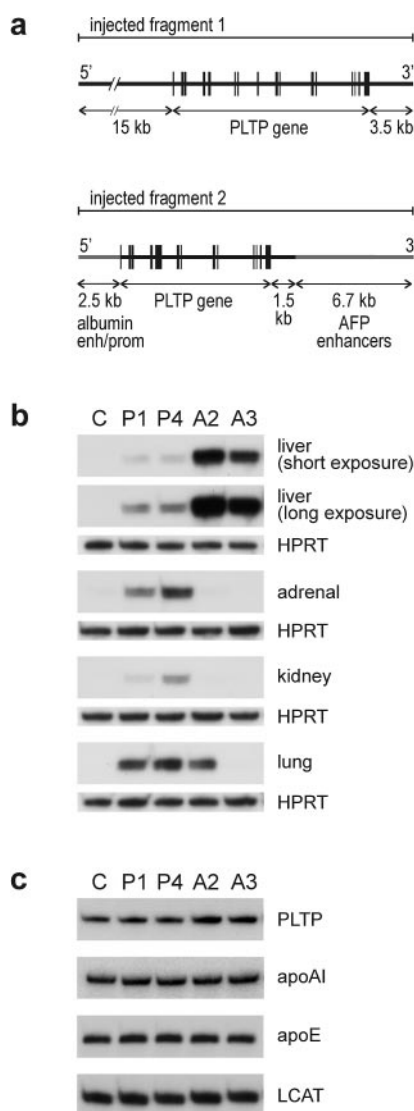 a
injected fragment 1
5' 3'
15 kb PLTP gene 3.5 kb
injected fragment 2
5' 3
2.5 kb PLTP gene 1.5 6.7 kb
albumin kb AFP
enh/prom enhancers
b
C P1 P4 A2 A3
liver
(short exposure)
liver
(long exposure)
HPRT
adrenal
HPRT
kidney
HPRT
lung
HPRT
c
C P1 P4 A2 A3
PLTP
apoAI
apoE
LCAT